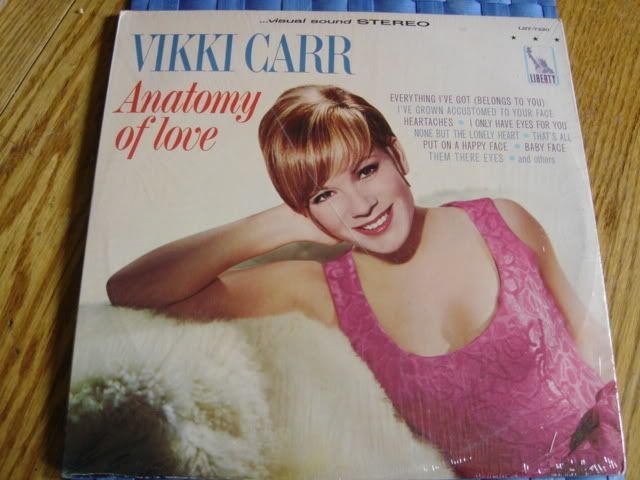 ...visual sound STEREO
VIKKI CARR
Anatomy
of love
LIBERTY
EVERYTHING I'VE GOT (BELONGS TO YOU)
I'VE GROWN ACCUSTOMED TO YOUR FACE
HEARTACHES • I ONLY HAVE EYES FOR YOU
NONE BUT THE LONELY HEART • THAT'S ALL
PUT ON A HAPPY FACE • BABY FACE
THEM THERE EYES • and others